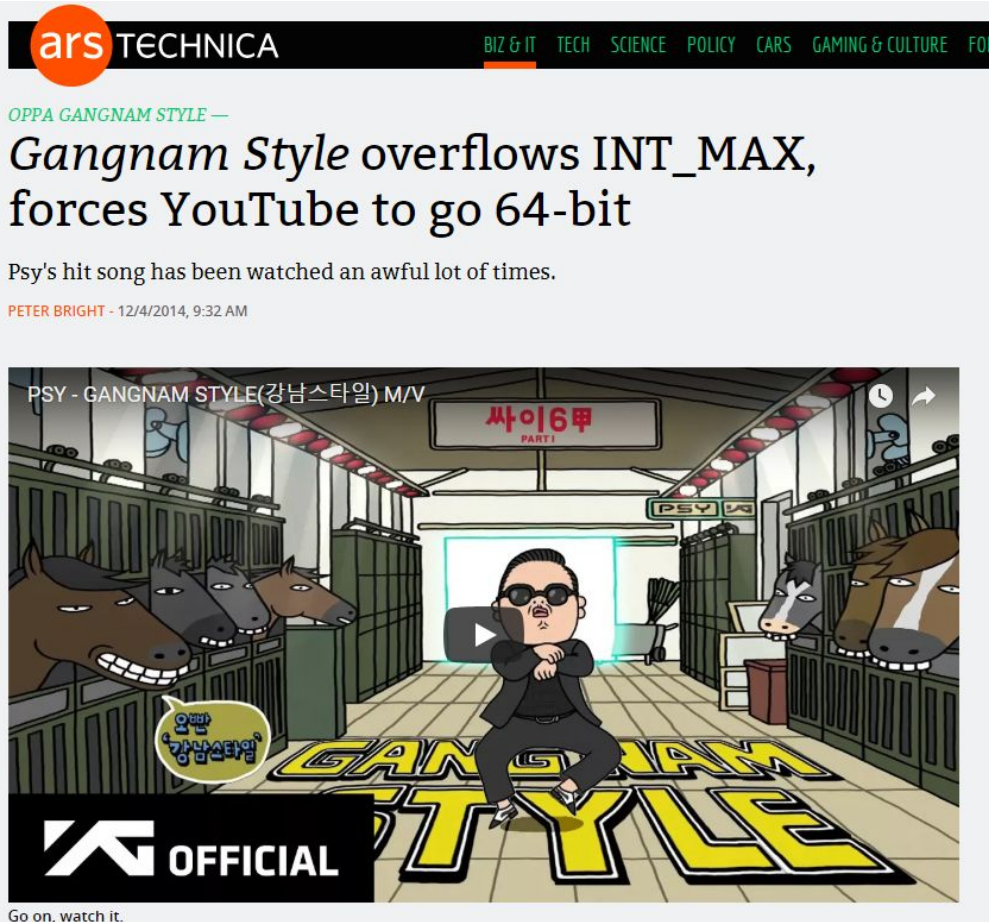 ars TECHNICA
BIZ & IT TECH SCIENCE POLICY CARS GAMING & CULTURE
OPPA GANGNAM STYLE —
Gangnam Style overflows INT_MAX,
forces YouTube to go 64-bit
Psy's hit song has been watched an awful lot of times.
PETER BRIGHT - 12/4/2014, 9:32 AM
PSY - GANGNAM STYLE(강남스타일) M/V
싸이6甲
PART I
PSY YG
오빤
'강남스타일'
GANGNAM
STYLE
YG OFFICIAL
Go on, watch it.